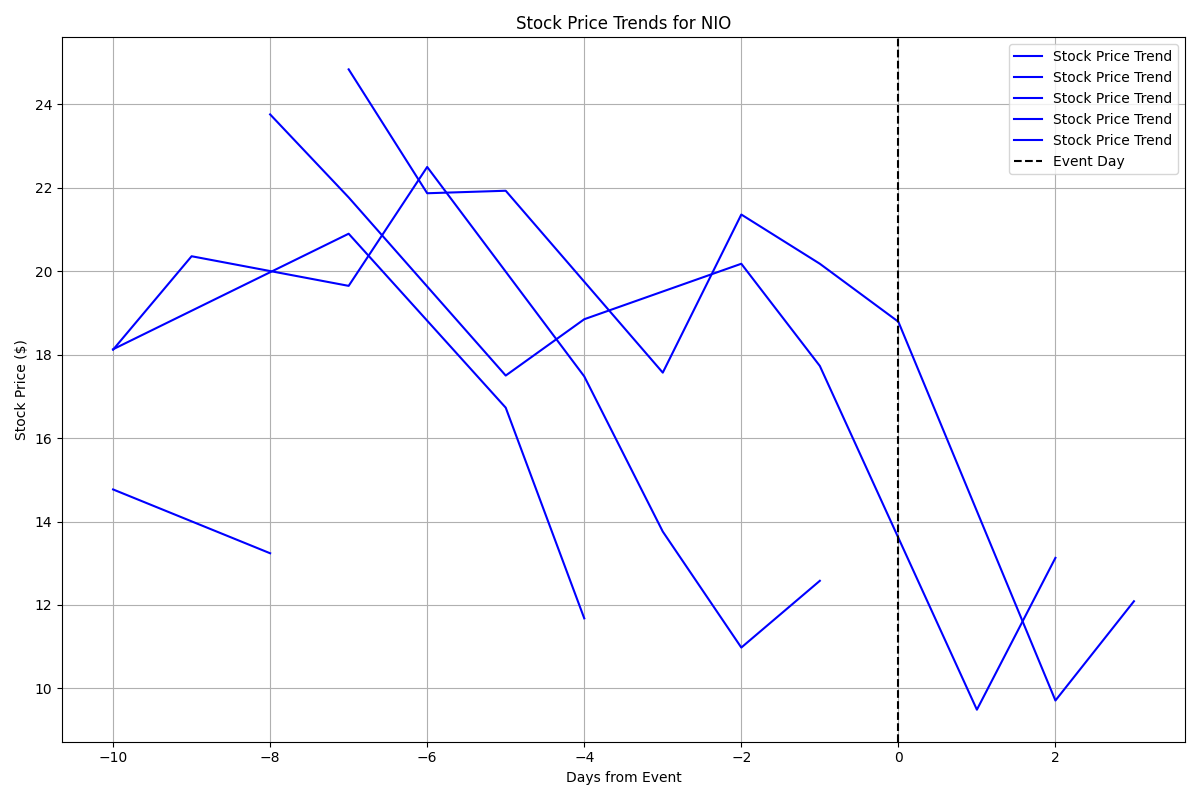 Stock Price Trends for NIO
Stock Price Trend
Stock Price Trend
Stock Price Trend
Stock Price Trend
Stock Price Trend
Event Day
Stock Price ($)
24
22
20
18
16
14
12
10
−10 −8 −6 −4 −2 0 2
Days from Event